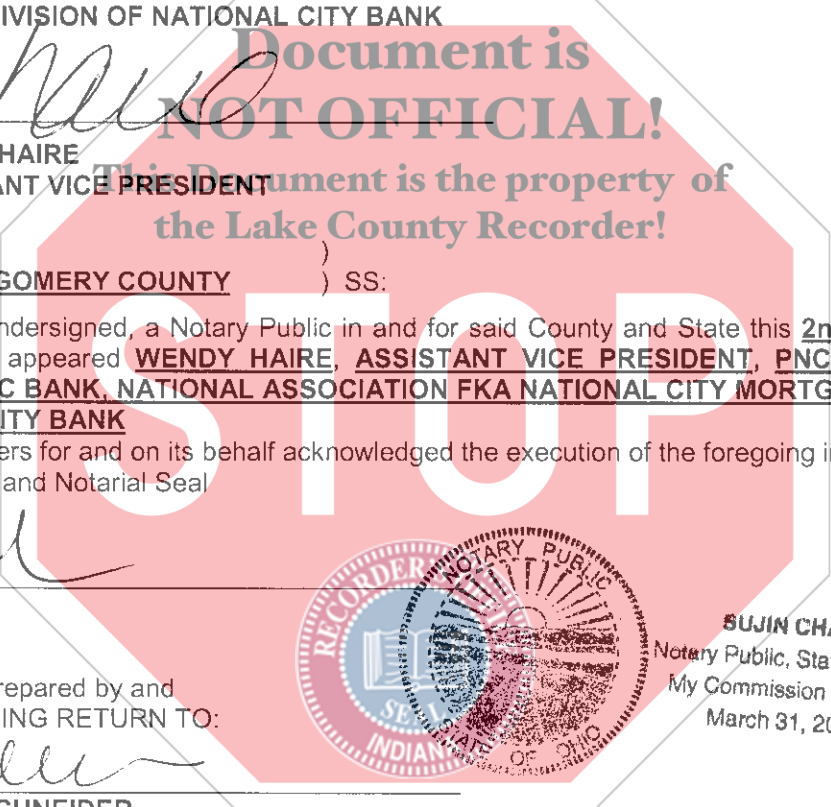 IVISION OF NATIONAL CITY BANK
Document is
NOT OFFICIAL!
HAIRE
ANT VICE PRESIDENT
This Document is the property of
the Lake County Recorder!
)
GOMERY COUNTY ) SS:
ndersigned, a Notary Public in and for said County and State this 2n
appeared WENDY HAIRE, ASSISTANT VICE PRESIDENT, PNC
C BANK, NATIONAL ASSOCIATION FKA NATIONAL CITY MORTG
ITY BANK
ers for and on its behalf acknowledged the execution of the foregoing i
and Notarial Seal
STOP
NOTARY PUBLIC
OF OHIO
RECORDER
SEAL
INDIAN
SUJIN CHA
Notary Public, Sta
My Commission
March 31, 20
repared by and
ING RETURN TO:
CHNEIDER